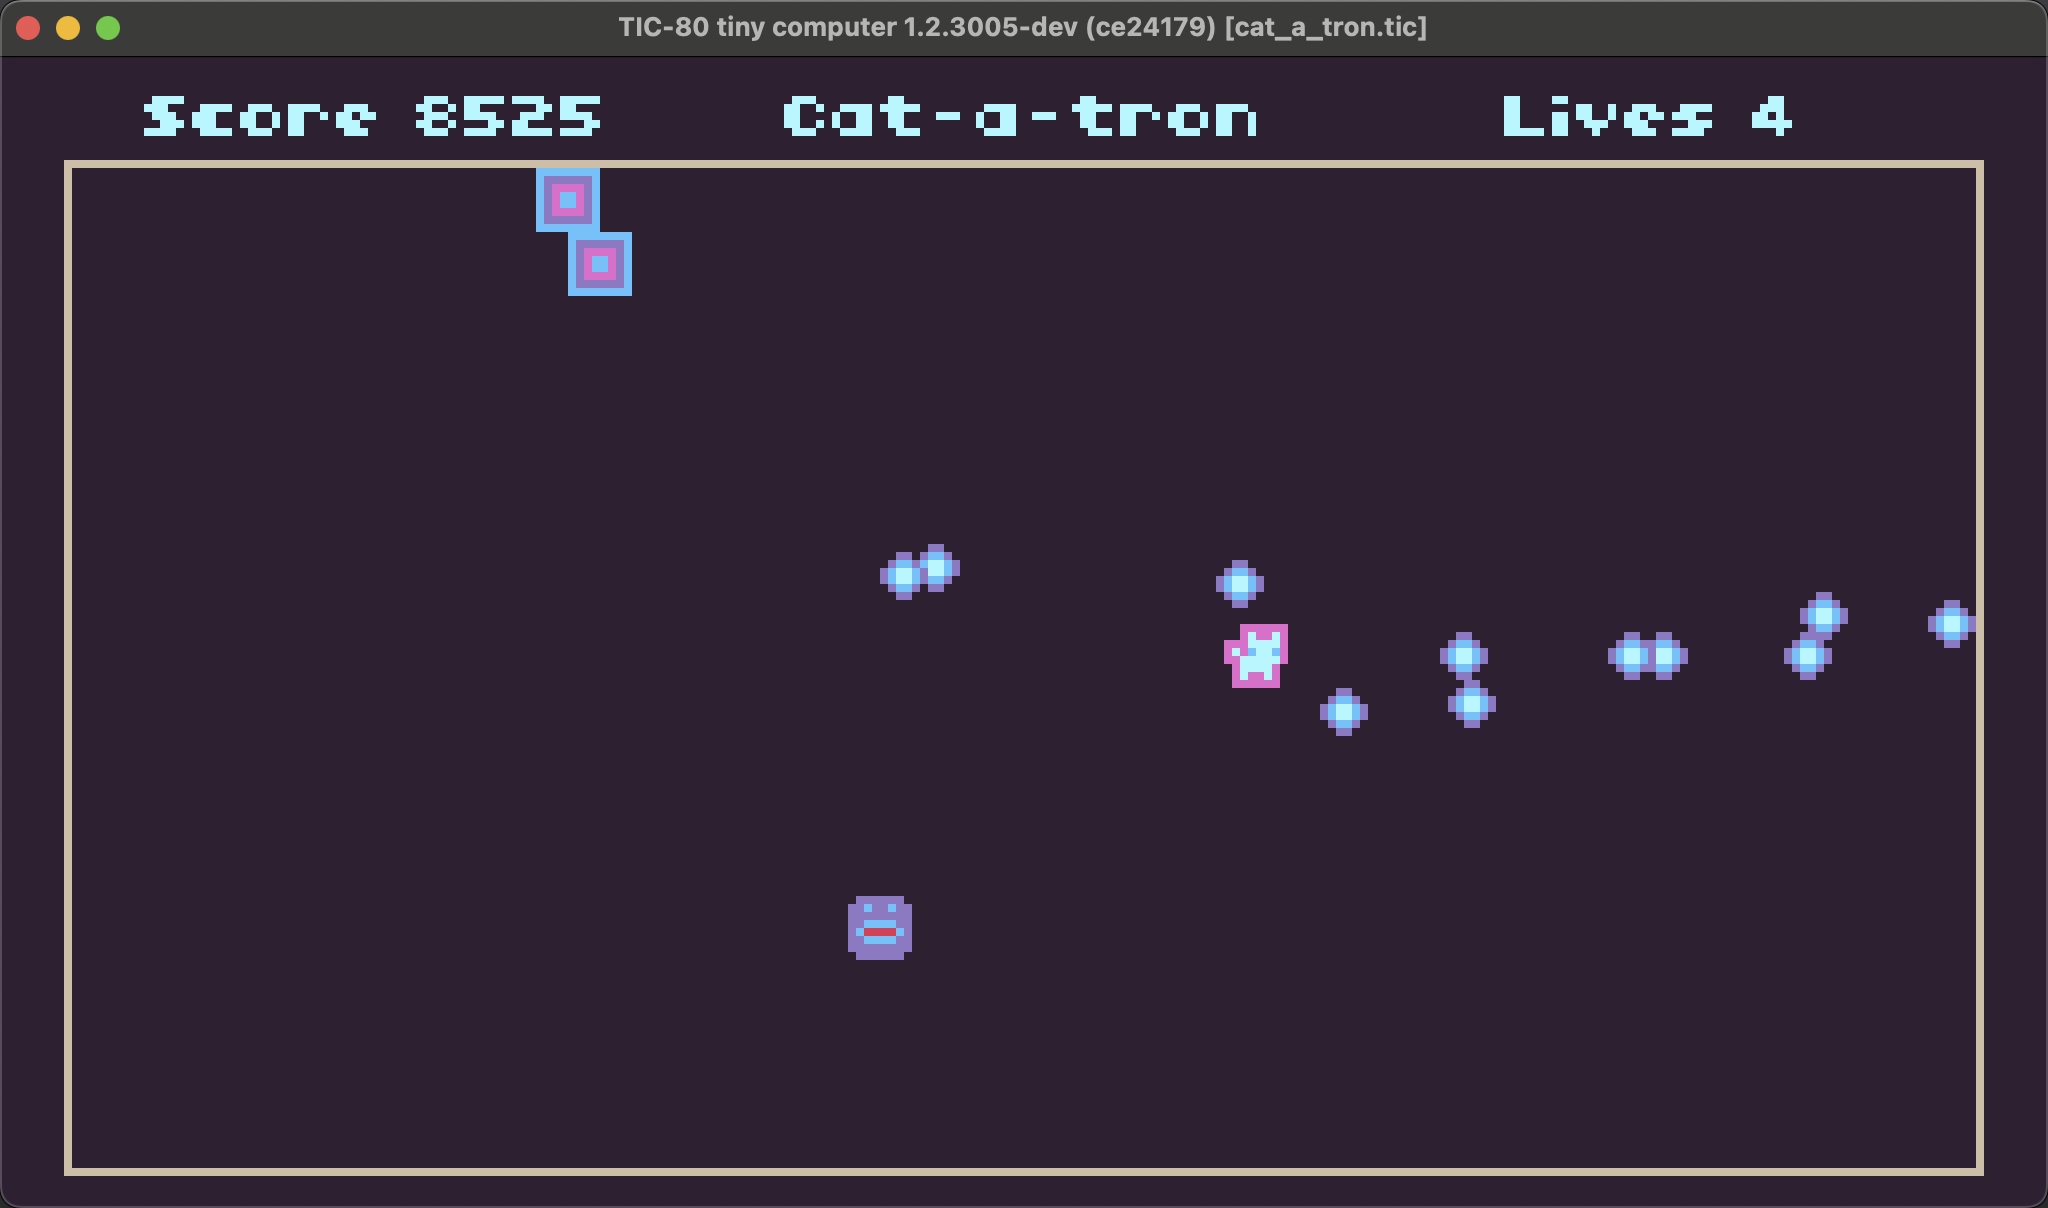 TIC-80 tiny computer 1.2.3005-dev (ce24179) [cat_a_tron.tic]
Score 8525 Cat-a-tron Lives 4